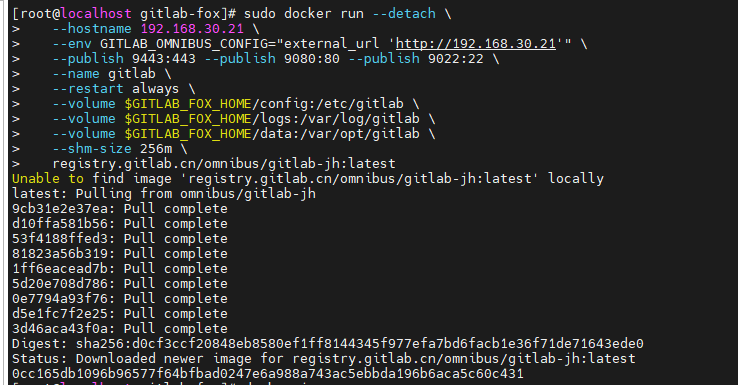 [root@localhost gitlab-fox]# sudo docker run --detach \
>    --hostname 192.168.30.21 \
>    --env GITLAB_OMNIBUS_CONFIG="external_url 'http://192.168.30.21'" \
>    --publish 9443:443 --publish 9080:80 --publish 9022:22 \
>    --name gitlab \
>    --restart always \
>    --volume $GITLAB_FOX_HOME/config:/etc/gitlab \
>    --volume $GITLAB_FOX_HOME/logs:/var/log/gitlab \
>    --volume $GITLAB_FOX_HOME/data:/var/opt/gitlab \
>    --shm-size 256m \
>    registry.gitlab.cn/omnibus/gitlab-jh:latest
Unable to find image 'registry.gitlab.cn/omnibus/gitlab-jh:latest' locally
latest: Pulling from omnibus/gitlab-jh
9cb31e2e37ea: Pull complete
d10ffa581b56: Pull complete
53f4188ffed3: Pull complete
81823a56b319: Pull complete
1ff6eacead7b: Pull complete
5d20e708d786: Pull complete
0e7794a93f76: Pull complete
d5e1fc7f2e25: Pull complete
3d46aca43f0a: Pull complete
Digest: sha256:d0cf3ccf20848eb8580ef1ff8144345f977efa7bd6facb1e36f71de71643ede0
Status: Downloaded newer image for registry.gitlab.cn/omnibus/gitlab-jh:latest
0cc165db1096b96577f64bfbad0247e6a988a743ac5ebbda196b6aca5c60c431